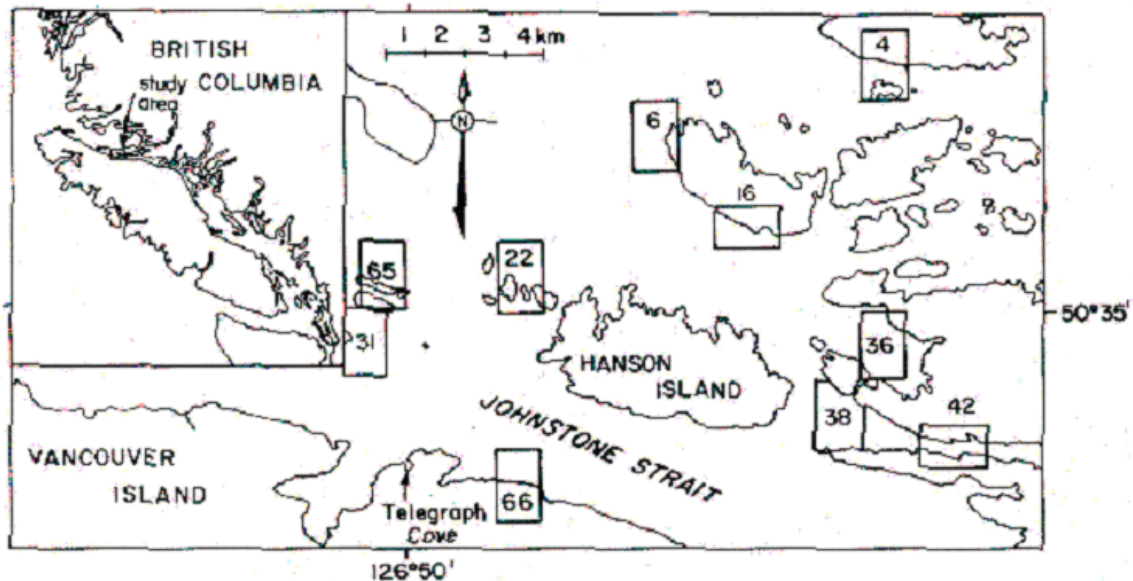 BRITISH
COLUMBIA
study
area
1 2 3 4 km
N
4
6
16
65
22
50°35'
31
36
HANSON
ISLAND
38
42
JOHNSTONE STRAIT
VANCOUVER
ISLAND
66
Telegraph
Cove
126°50'